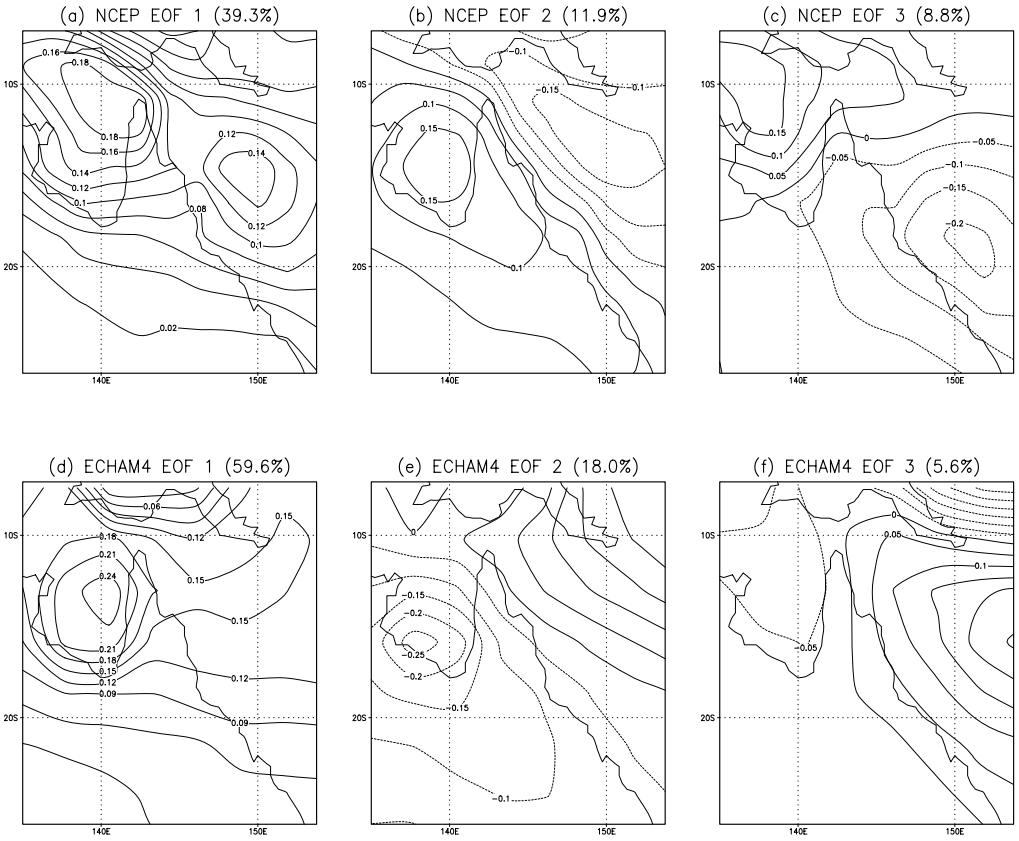 (a) NCEP EOF 1 (39.3%)
(b) NCEP EOF 2 (11.9%)
(c) NCEP EOF 3 (8.8%)
0.16
0.18
0.18
0.16
0.14
0.12
0.1
0.08
0.12
0.14
0.12
0.1
0.02
10S
20S
140E
150E
-0.1
-0.1
-0.15
0.1
0.15
0.15
0.1
10S
20S
140E
150E
0.15
0.1
0.05
0
-0.05
-0.05
-0.1
-0.15
-0.2
10S
20S
140E
150E
(d) ECHAM4 EOF 1 (59.6%)
(e) ECHAM4 EOF 2 (18.0%)
(f) ECHAM4 EOF 3 (5.6%)
0.06
0.15
0.12
0.18
0.21
0.24
0.15
0.15
0.21
0.18
0.15
0.12
0.09
0.12
0.09
10S
20S
140E
150E
0
-0.15
-0.2
-0.25
-0.2
-0.15
-0.1
10S
20S
140E
150E
0
0.05
0.1
-0.05
10S
20S
140E
150E